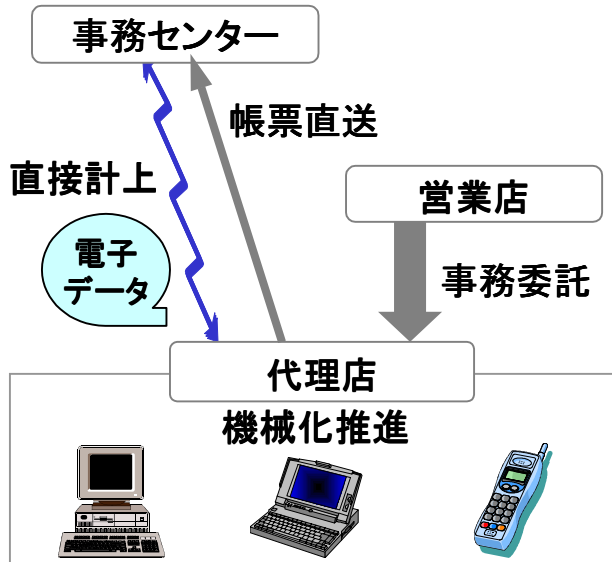 事務センター
帳票直送
直接計上
営業店
電子
データ
事務委託
代理店
機械化推進